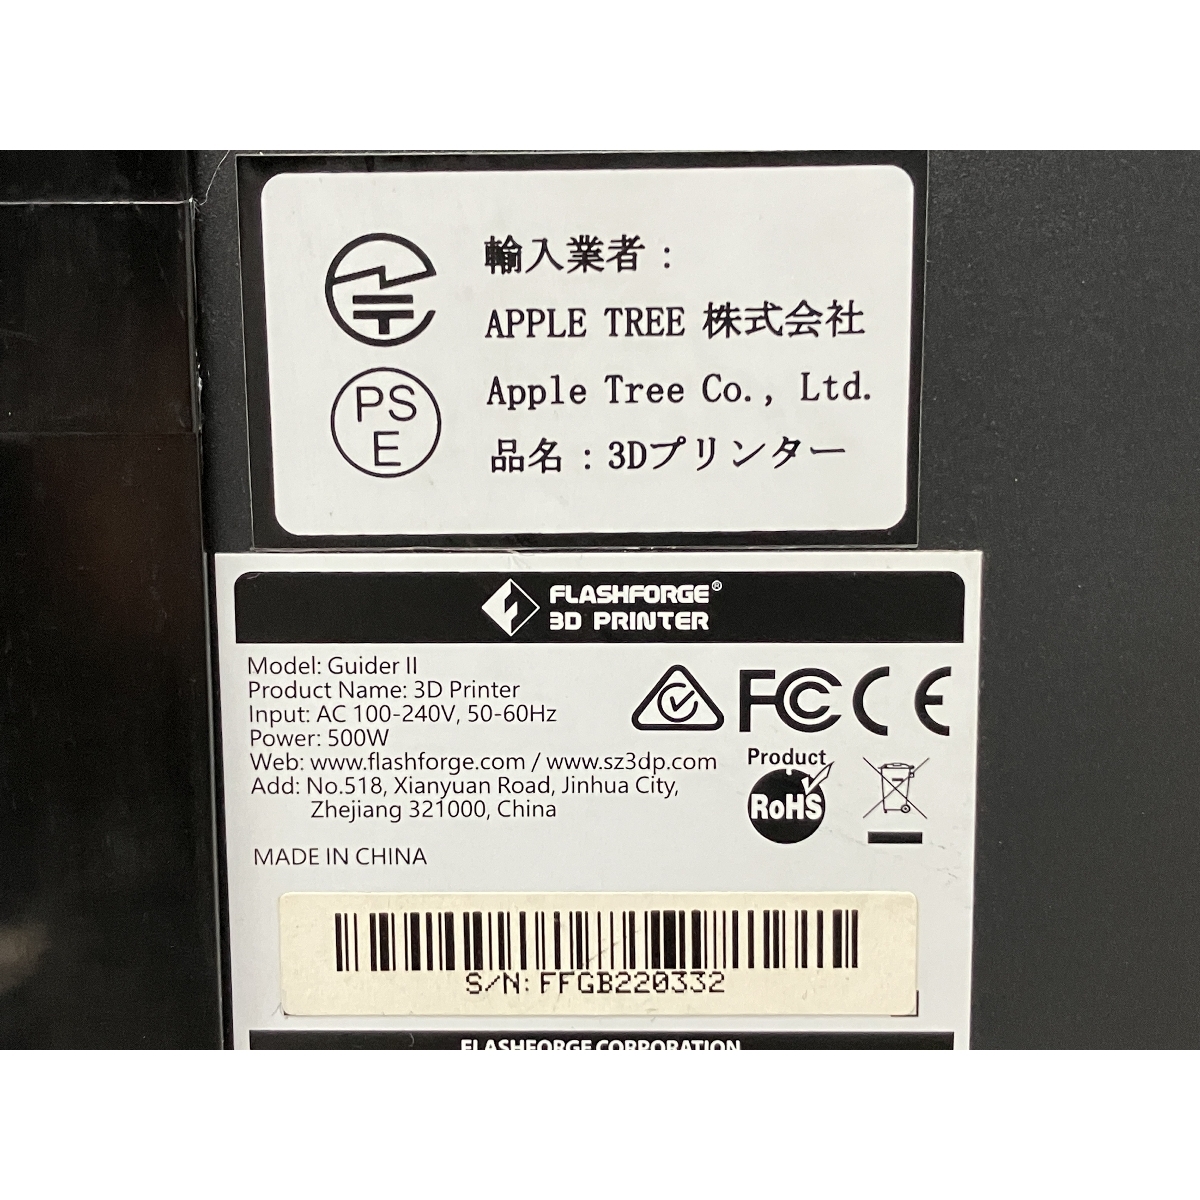 輸入業者：
APPLE TREE 株式会社
Apple Tree Co., Ltd.
品名：3Dプリンター
PS
E
FLASHFORGE®
3D PRINTER
Model: Guider II
Product Name: 3D Printer
Input: AC 100-240V, 50-60Hz
Power: 500W
Web: www.flashforge.com / www.sz3dp.com
Add: No.518, Xianyuan Road, Jinhua City,
Zhejiang 321000, China
MADE IN CHINA
FC CE
Product
RoHS
S/N: FFGB220332
FLASHFORGE CORPORATION